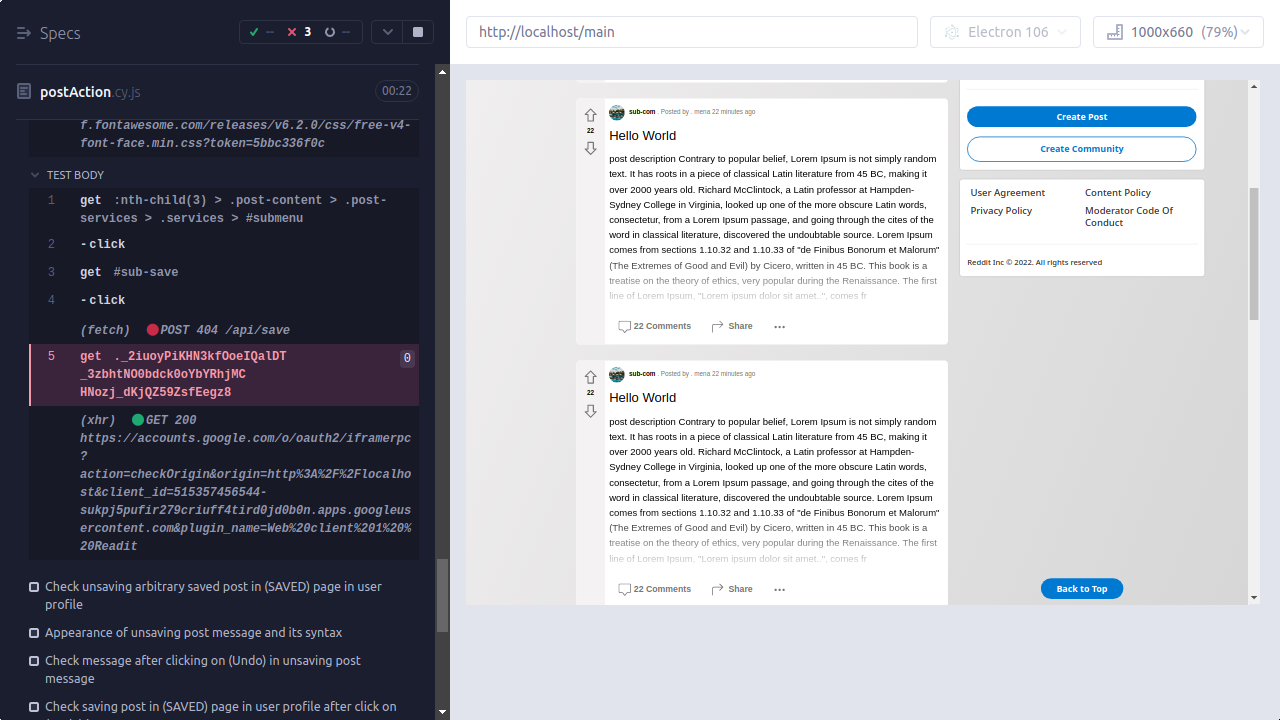 Specs
-- 3 --
http://localhost/main
Electron 106
1000x660 (79%)
postAction.cy.js
00:22
f.fontawesome.com/releases/v6.2.0/css/free-v4-
font-face.min.css?token=5bbc336f0c
TEST BODY
1 get :nth-child(3) > .post-content > .post-
services > .services > #submenu
2 -click
3 get #sub-save
4 -click
(fetch) POST 404 /api/save
5 get ._2iuoyPiKHN3kfOoeIQalDT
_3zbhtNO0bdck0oYbYRhjMC
HNozj_dKjQZ59ZsfEegz8
0
(xhr) GET 200
https://accounts.google.com/o/oauth2/iframerpc
?
action=checkOrigin&origin=http%3A%2F%2Flocalho
st&client_id=515357456544-
sukpj5pufir279criuff4tird0jd0b0n.apps.googleus
ercontent.com&plugin_name=Web%20client%201%20%
20Readit
Check unsaving arbitrary saved post in (SAVED) page in user
profile
Appearance of unsaving post message and its syntax
Check message after clicking on (Undo) in unsaving post
message
Check saving post in (SAVED) page in user profile after click on
sub-com . Posted by . mena 22 minutes ago
22
Hello World
post description Contrary to popular belief, Lorem Ipsum is not simply random
text. It has roots in a piece of classical Latin literature from 45 BC, making it
over 2000 years old. Richard McClintock, a Latin professor at Hampden-
Sydney College in Virginia, looked up one of the more obscure Latin words,
consectetur, from a Lorem Ipsum passage, and going through the cites of the
word in classical literature, discovered the undoubtable source. Lorem Ipsum
comes from sections 1.10.32 and 1.10.33 of "de Finibus Bonorum et Malorum"
(The Extremes of Good and Evil) by Cicero, written in 45 BC. This book is a
treatise on the theory of ethics, very popular during the Renaissance. The first
line of Lorem Ipsum, "Lorem ipsum dolor sit amet..", comes fr
22 Comments Share ...
sub-com . Posted by . mena 22 minutes ago
22
Hello World
post description Contrary to popular belief, Lorem Ipsum is not simply random
text. It has roots in a piece of classical Latin literature from 45 BC, making it
over 2000 years old. Richard McClintock, a Latin professor at Hampden-
Sydney College in Virginia, looked up one of the more obscure Latin words,
consectetur, from a Lorem Ipsum passage, and going through the cites of the
word in classical literature, discovered the undoubtable source. Lorem Ipsum
comes from sections 1.10.32 and 1.10.33 of "de Finibus Bonorum et Malorum"
(The Extremes of Good and Evil) by Cicero, written in 45 BC. This book is a
treatise on the theory of ethics, very popular during the Renaissance. The first
line of Lorem Ipsum, "Lorem ipsum dolor sit amet..", comes fr
22 Comments Share ...
Create Post
Create Community
User Agreement Content Policy
Privacy Policy Moderator Code Of
Conduct
Reddit Inc © 2022. All rights reserved
Back to Top